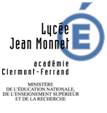 Lycée
Jean Monnet
académie
Clermont-Ferrand
MINISTÈRE
DE L'ÉDUCATION NATIONALE,
DE L'ENSEIGNEMENT SUPÉRIEUR
ET DE LA RECHERCHE